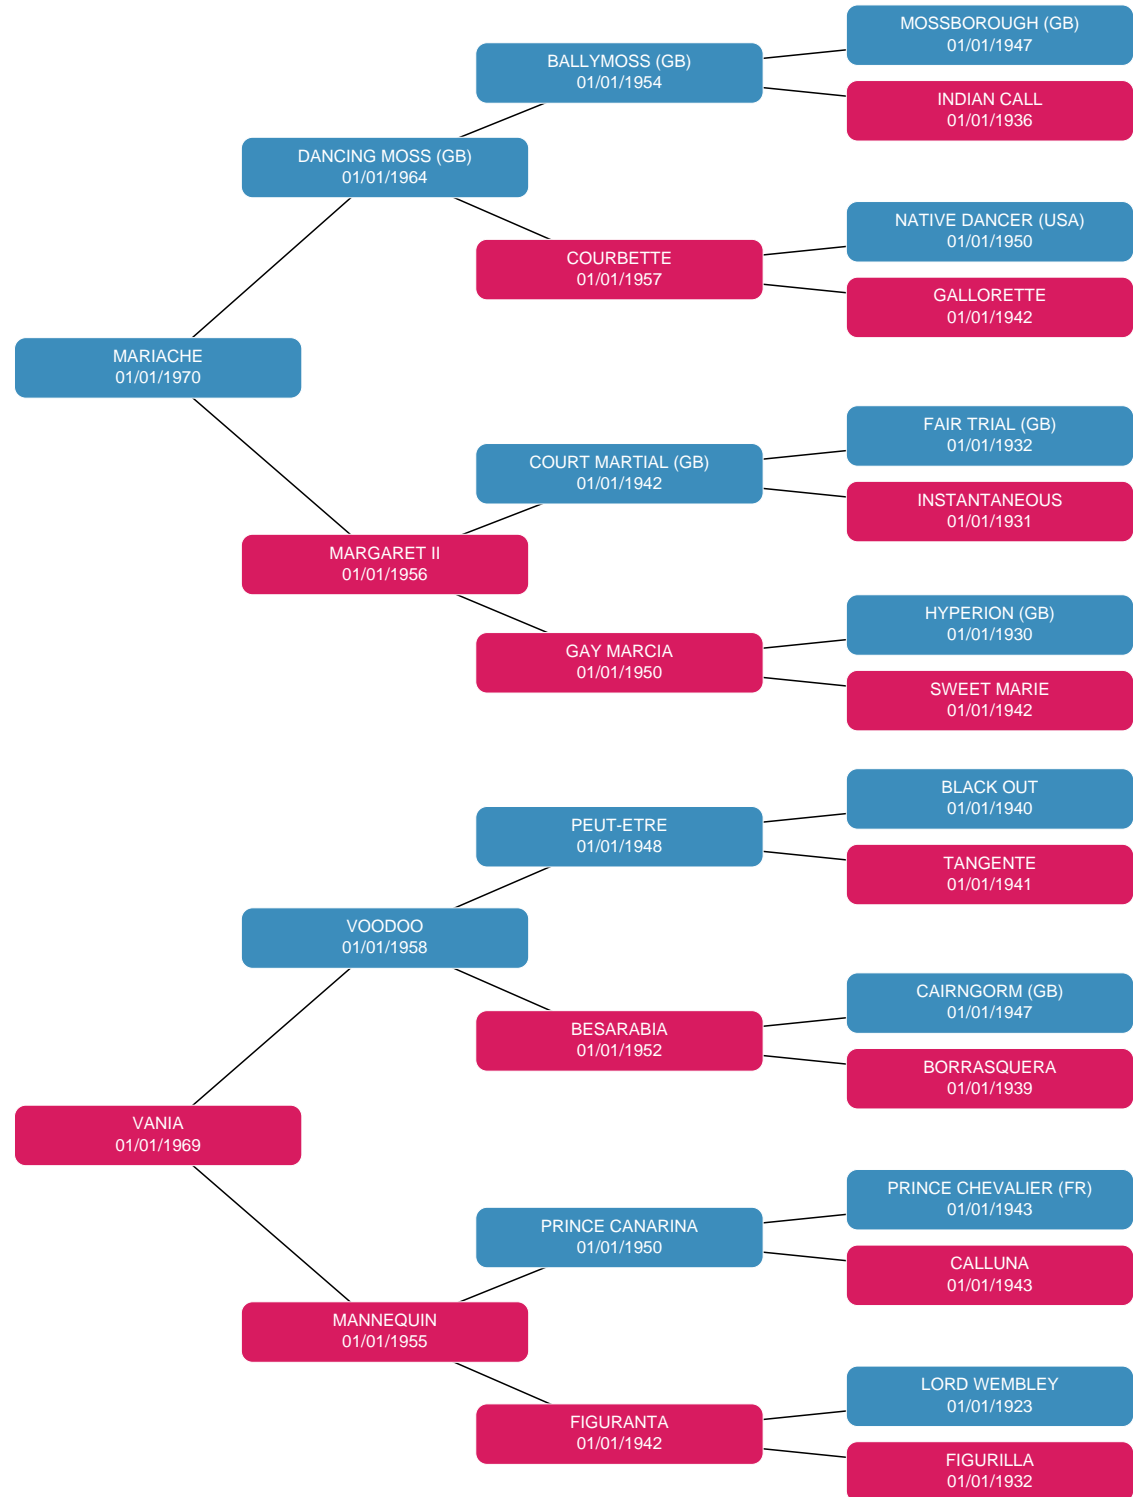 MOSSBOROUGH (GB)
01/01/1947
BALLYMOSS (GB)
01/01/1954
INDIAN CALL
01/01/1936
DANCING MOSS (GB)
01/01/1964
NATIVE DANCER (USA)
01/01/1950
COURBETTE
01/01/1957
GALLORETTE
01/01/1942
MARIACHE
01/01/1970
FAIR TRIAL (GB)
01/01/1932
COURT MARTIAL (GB)
01/01/1942
INSTANTANEOUS
01/01/1931
MARGARET II
01/01/1956
HYPERION (GB)
01/01/1930
GAY MARCIA
01/01/1950
SWEET MARIE
01/01/1942
BLACK OUT
01/01/1940
PEUT-ETRE
01/01/1948
TANGENTE
01/01/1941
VOODOO
01/01/1958
CAIRNGORM (GB)
01/01/1947
BESARABIA
01/01/1952
BORRASQUERA
01/01/1939
VANIA
01/01/1969
PRINCE CHEVALIER (FR)
01/01/1943
PRINCE CANARINA
01/01/1950
CALLUNA
01/01/1943
MANNEQUIN
01/01/1955
LORD WEMBLEY
01/01/1923
FIGURANTA
01/01/1942
FIGURILLA
01/01/1932